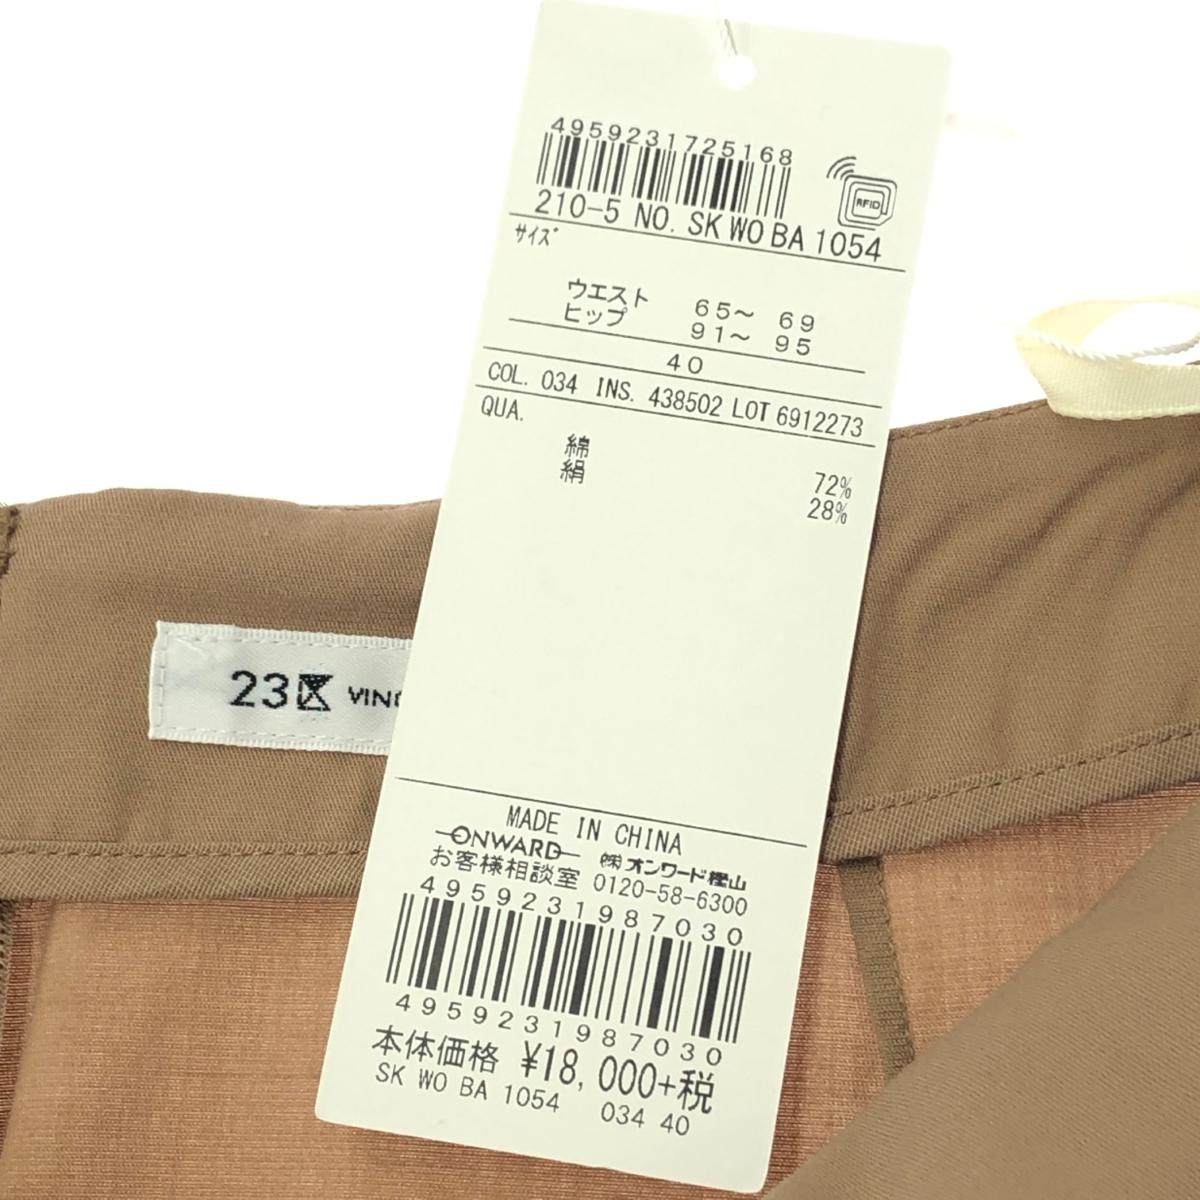 4959231725168
RFID
210-5 NO. SK WO BA 1054
サイズ
ウエスト 65〜 69
ヒップ 91〜 95
40
COL. 034 INS. 438502 LOT 6912273
QUA.
綿 72%
絹 28%
23区
MADE IN CHINA
ONWARD ㈱オンワード樫山
お客様相談室 0120-58-6300
4959231987030
4959231987030
本体価格 ¥18,000+税
SK WO BA 1054 034 40